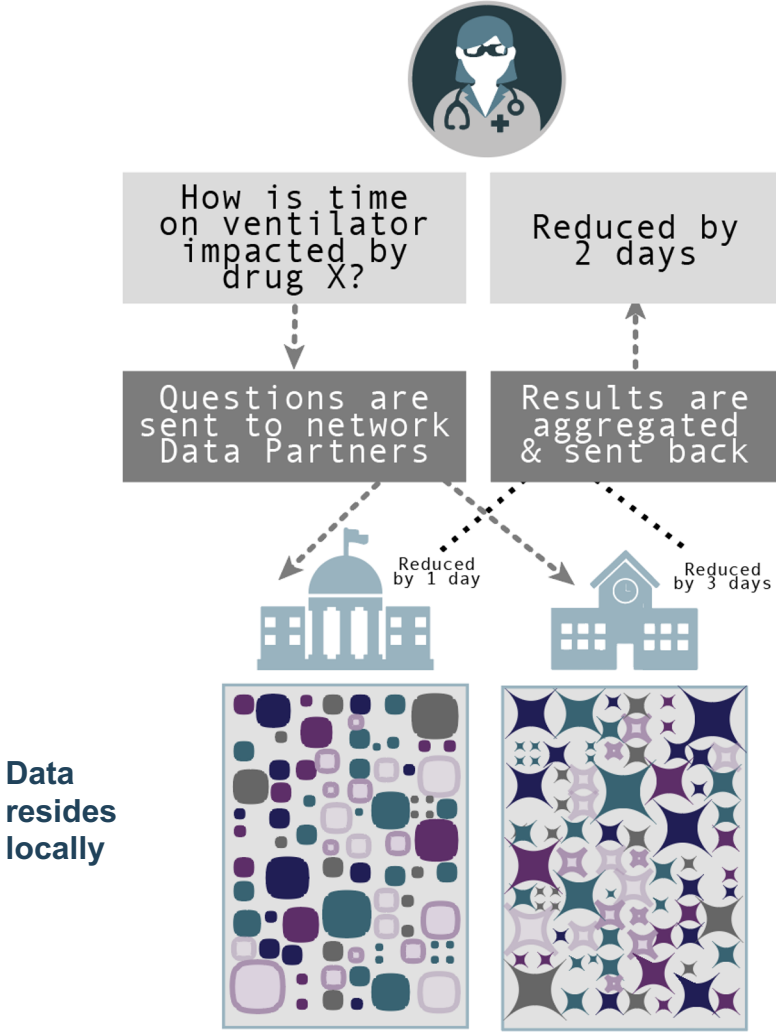 How is time
on ventilator
impacted by
drug X?
Reduced by
2 days
Questions are
sent to network
Data Partners
Results are
aggregated
& sent back
Reduced
by 1 day
Reduced
by 3 days
Data
resides
locally